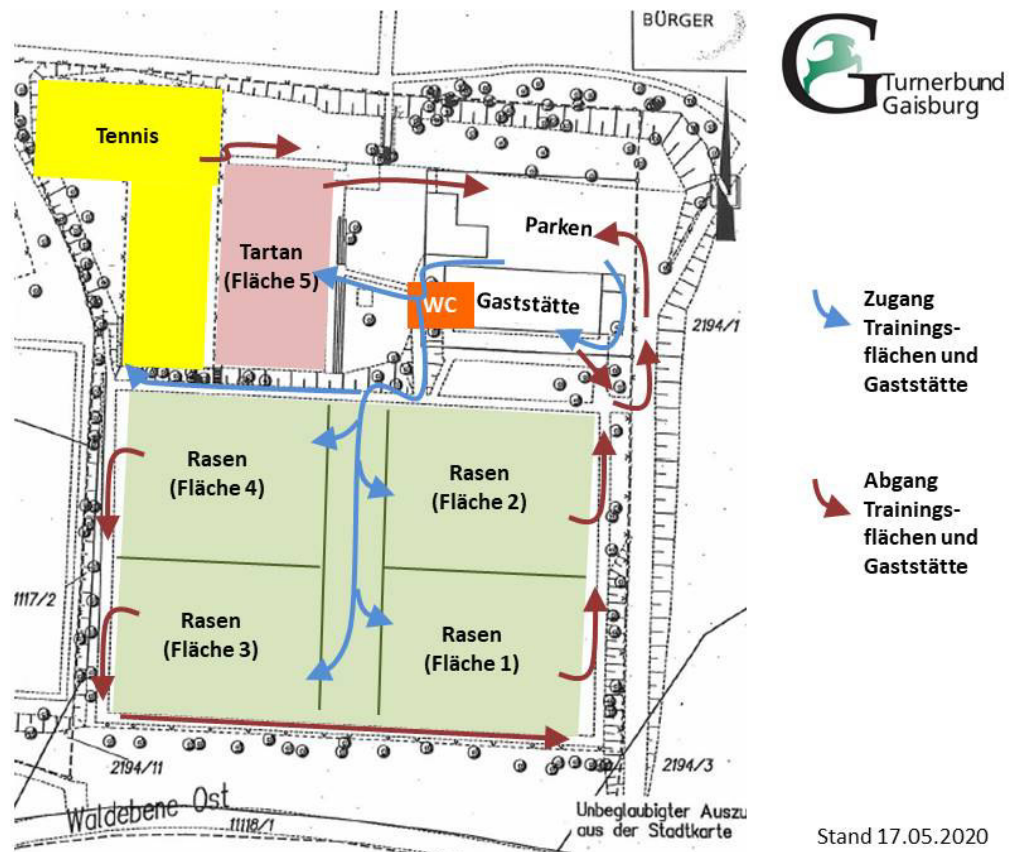 BÜRGER
Turnerbund
Gaisburg
Tennis
Tartan
(Fläche 5)
Parken
WC
Gaststätte
2194/1
Zugang
Trainings-
flächen und
Gaststätte
Rasen
(Fläche 4)
Rasen
(Fläche 2)
Abgang
Trainings-
flächen und
Gaststätte
1117/2
Rasen
(Fläche 3)
Rasen
(Fläche 1)
2194/11
2194/3
Waldebene Ost
11118/1
Unbeglaubigter Auszu
aus der Stadtkarte
Stand 17.05.2020